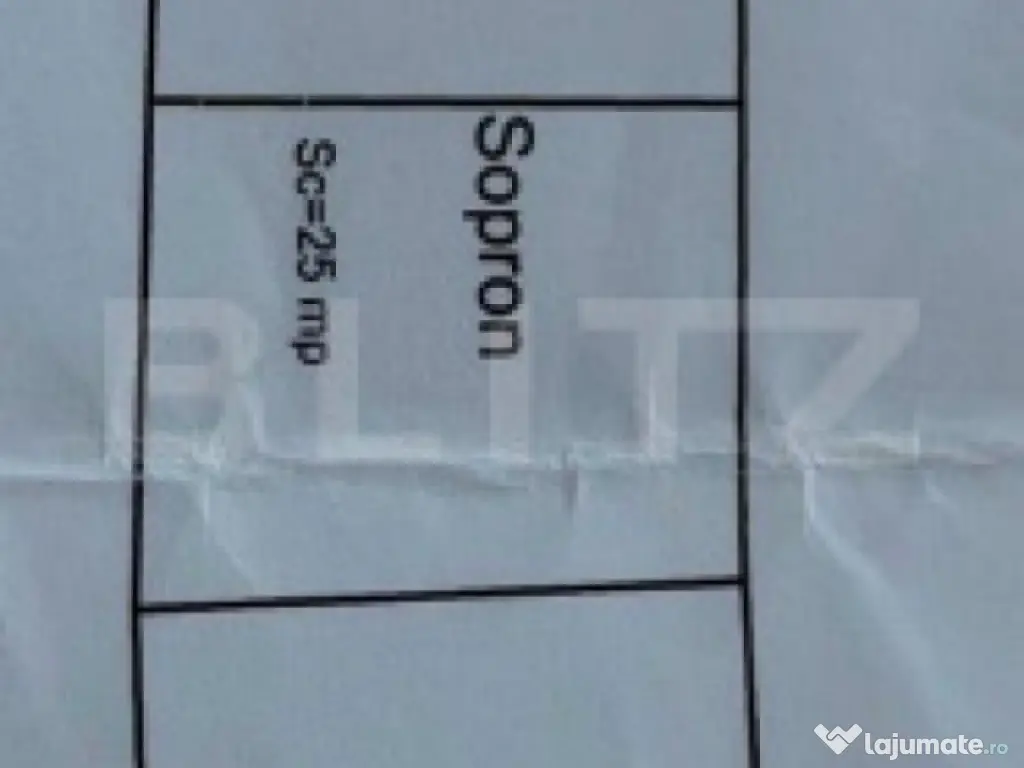 Sopron
Sc=25 mp
BLITZ
lajumate.ro